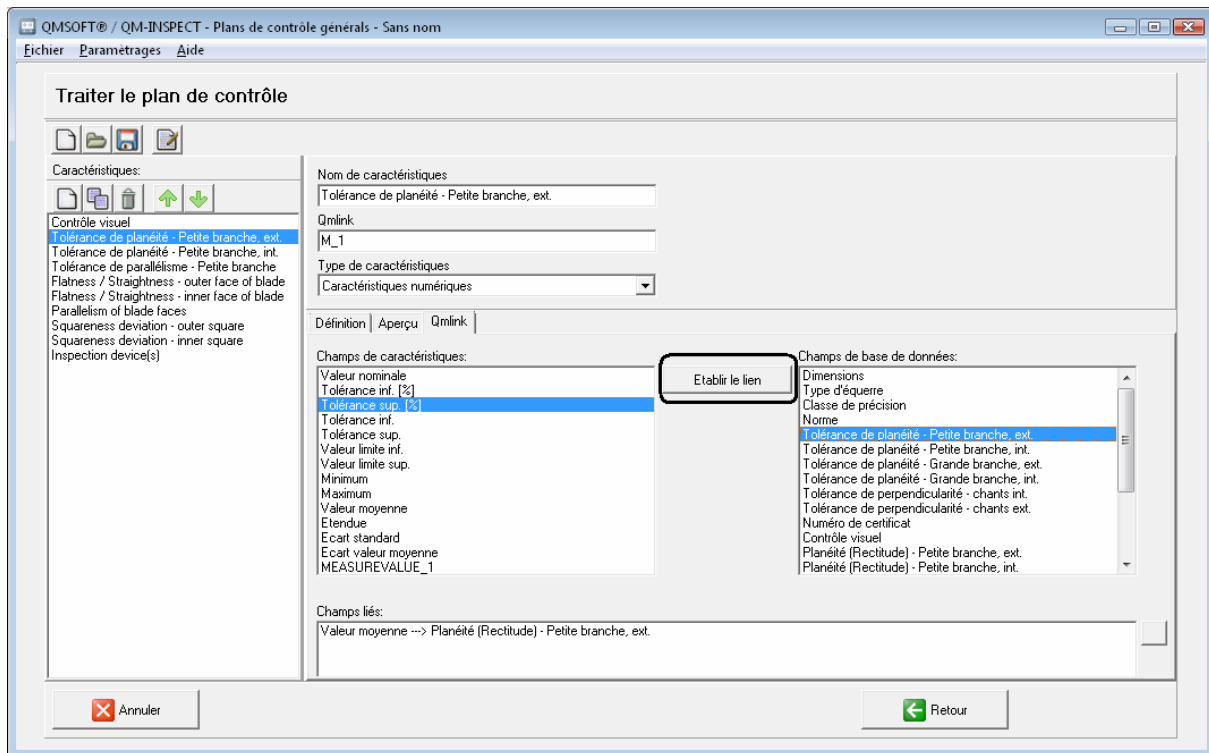 QMSOFT® / QM-INSPECT - Plans de contrôle générals - Sans nom
Fichier Paramètrages Aide
Traiter le plan de contrôle
Caractéristiques:
Contrôle visuel
Tolérance de planéité - Petite branche, ext.
Tolérance de planéité - Petite branche, int.
Tolérance de parallélisme - Petite branche
Flatness / Straightness - outer face of blade
Flatness / Straightness - inner face of blade
Parallelism of blade faces
Squareness deviation - outer square
Squareness deviation - inner square
Inspection device(s)
Nom de caractéristiques
Tolérance de planéité - Petite branche, ext.
Qmlink
M_1
Type de caractéristiques
Caractéristiques numériques
Définition Aperçu Qmlink
Champs de caractéristiques:
Valeur nominale
Tolérance inf. [%]
Tolérance sup. [%]
Tolérance inf.
Tolérance sup.
Valeur limite inf.
Valeur limite sup.
Minimum
Maximum
Valeur moyenne
Etendue
Ecart standard
Ecart valeur moyenne
MEASUREVALUE_1
Etablir le lien
Champs de base de données:
Dimensions
Type d'équerre
Classe de précision
Norme
Tolérance de planéité - Petite branche, ext.
Tolérance de planéité - Petite branche, int.
Tolérance de planéité - Grande branche, ext.
Tolérance de planéité - Grande branche, int.
Tolérance de perpendicularité - chants int.
Tolérance de perpendicularité - chants ext.
Numéro de certificat
Contrôle visuel
Planéité (Rectitude) - Petite branche, ext.
Planéité (Rectitude) - Petite branche, int.
Champs liés:
Valeur moyenne ---> Planéité (Rectitude) - Petite branche, ext.
Annuler
Retour